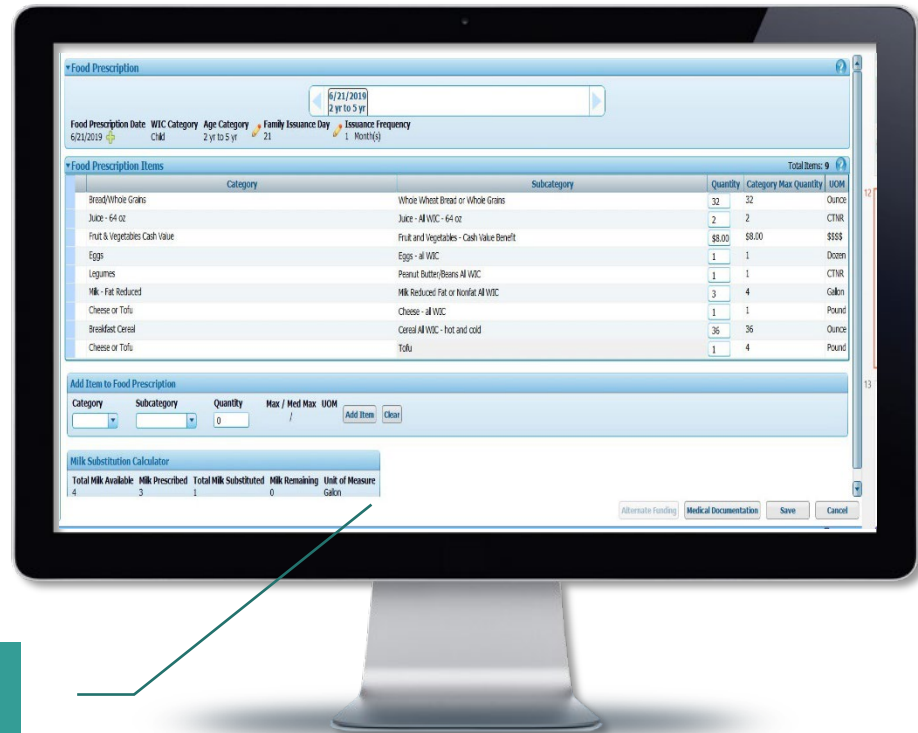 Food Prescription
6/21/2019
2 yr to 5 yr
Food Prescription Date WIC Category Age Category Family Issuance Day Issuance Frequency
6/21/2019 Child 2 yr to 5 yr 21 1 Month(s)
Food Prescription Items Total Items: 9
Category Subcategory Quantity Category Max Quantity UOM
Bread/Whole Grains Whole Wheat Bread or Whole Grains 32 32 Ounce
Juice - 64 oz Juice - All WIC - 64 oz 2 2 CTNR
Fruit & Vegetables Cash Value Fruit and Vegetables - Cash Value Benefit $8.00 $8.00 $$$$
Eggs Eggs - all WIC 1 1 Dozen
Legumes Peanut Butter/Beans All WIC 1 1 CTNR
Milk - Fat Reduced Milk Reduced Fat or Nonfat All WIC 3 4 Gallon
Cheese or Tofu Cheese - all WIC 1 1 Pound
Breakfast Cereal Cereal All WIC - hot and cold 36 36 Ounce
Cheese or Tofu Tofu 1 4 Pound
12
13
Add Item to Food Prescription
Category Subcategory Quantity Max / Med Max UOM
0 / Add Item Clear
Milk Substitution Calculator
Total Milk Available Milk Prescribed Total Milk Substituted Milk Remaining Unit of Measure
4 3 1 0 Gallon
Alternate Funding Medical Documentation Save Cancel